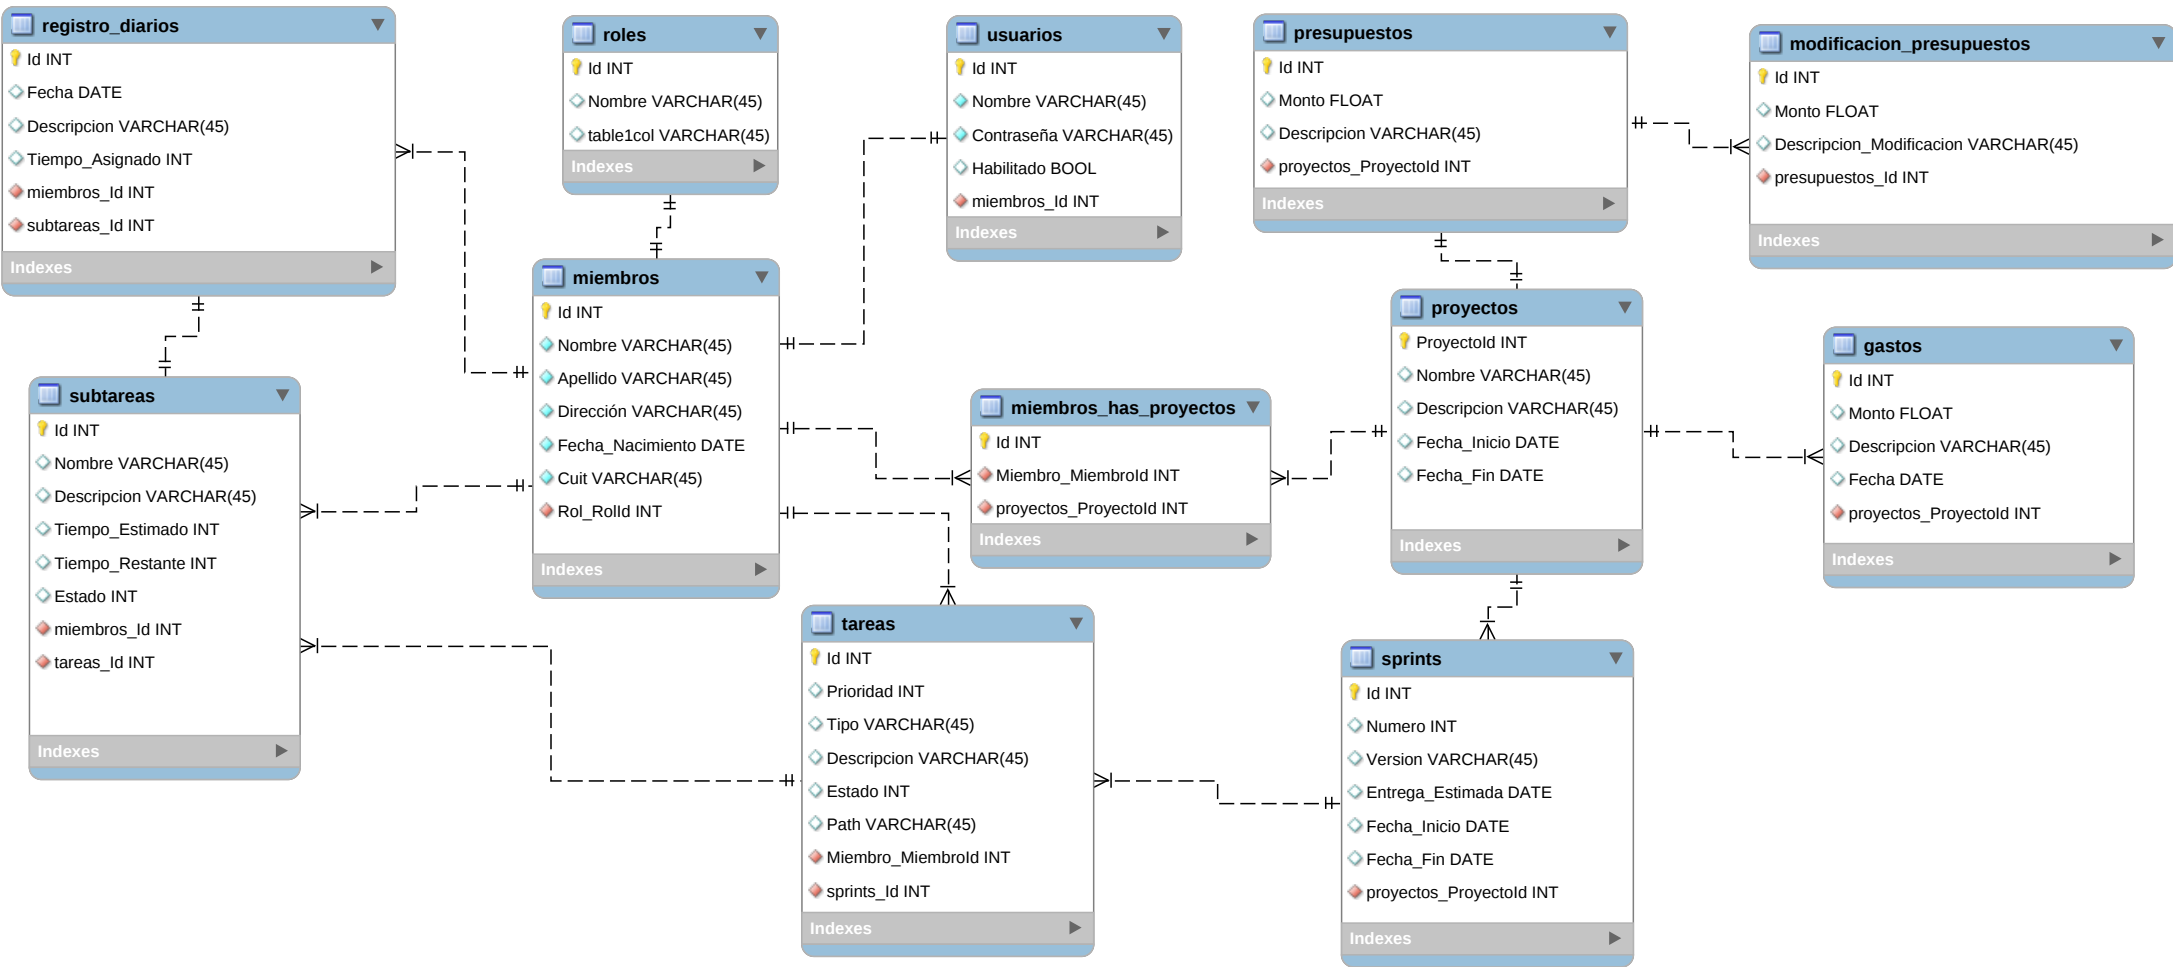 registro_diarios
Id INT
Fecha DATE
Descripcion VARCHAR(45)
Tiempo_Asignado INT
miembros_Id INT
subtareas_Id INT
Indexes
roles
Id INT
Nombre VARCHAR(45)
table1col VARCHAR(45)
Indexes
usuarios
Id INT
Nombre VARCHAR(45)
Contraseña VARCHAR(45)
Habilitado BOOL
miembros_Id INT
Indexes
presupuestos
Id INT
Monto FLOAT
Descripcion VARCHAR(45)
proyectos_ProyectoId INT
Indexes
modificacion_presupuestos
Id INT
Monto FLOAT
Descripcion_Modificacion VARCHAR(45)
presupuestos_Id INT
Indexes
miembros
Id INT
Nombre VARCHAR(45)
Apellido VARCHAR(45)
Dirección VARCHAR(45)
Fecha_Nacimiento DATE
Cuit VARCHAR(45)
Rol_RolId INT
Indexes
proyectos
ProyectoId INT
Nombre VARCHAR(45)
Descripcion VARCHAR(45)
Fecha_Inicio DATE
Fecha_Fin DATE
Indexes
gastos
Id INT
Monto FLOAT
Descripcion VARCHAR(45)
Fecha DATE
proyectos_ProyectoId INT
Indexes
subtareas
Id INT
Nombre VARCHAR(45)
Descripcion VARCHAR(45)
Tiempo_Estimado INT
Tiempo_Restante INT
Estado INT
miembros_Id INT
tareas_Id INT
Indexes
miembros_has_proyectos
Id INT
Miembro_MiembroId INT
proyectos_ProyectoId INT
Indexes
tareas
Id INT
Prioridad INT
Tipo VARCHAR(45)
Descripcion VARCHAR(45)
Estado INT
Path VARCHAR(45)
Miembro_MiembroId INT
sprints_Id INT
Indexes
sprints
Id INT
Numero INT
Version VARCHAR(45)
Entrega_Estimada DATE
Fecha_Inicio DATE
Fecha_Fin DATE
proyectos_ProyectoId INT
Indexes